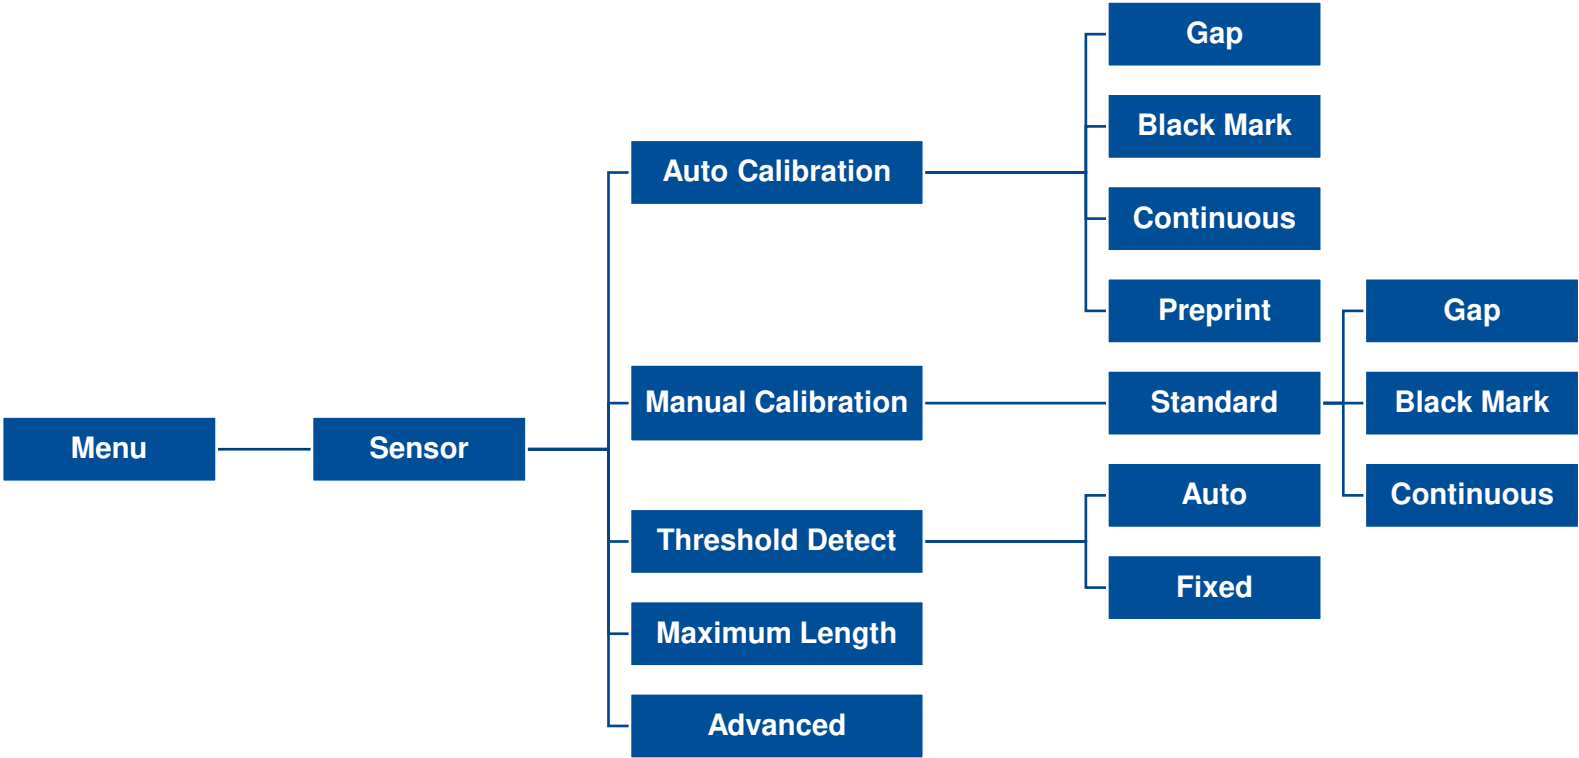 Menu
Sensor
Auto Calibration
Gap
Black Mark
Continuous
Preprint
Manual Calibration
Standard
Gap
Black Mark
Continuous
Threshold Detect
Auto
Fixed
Maximum Length
Advanced